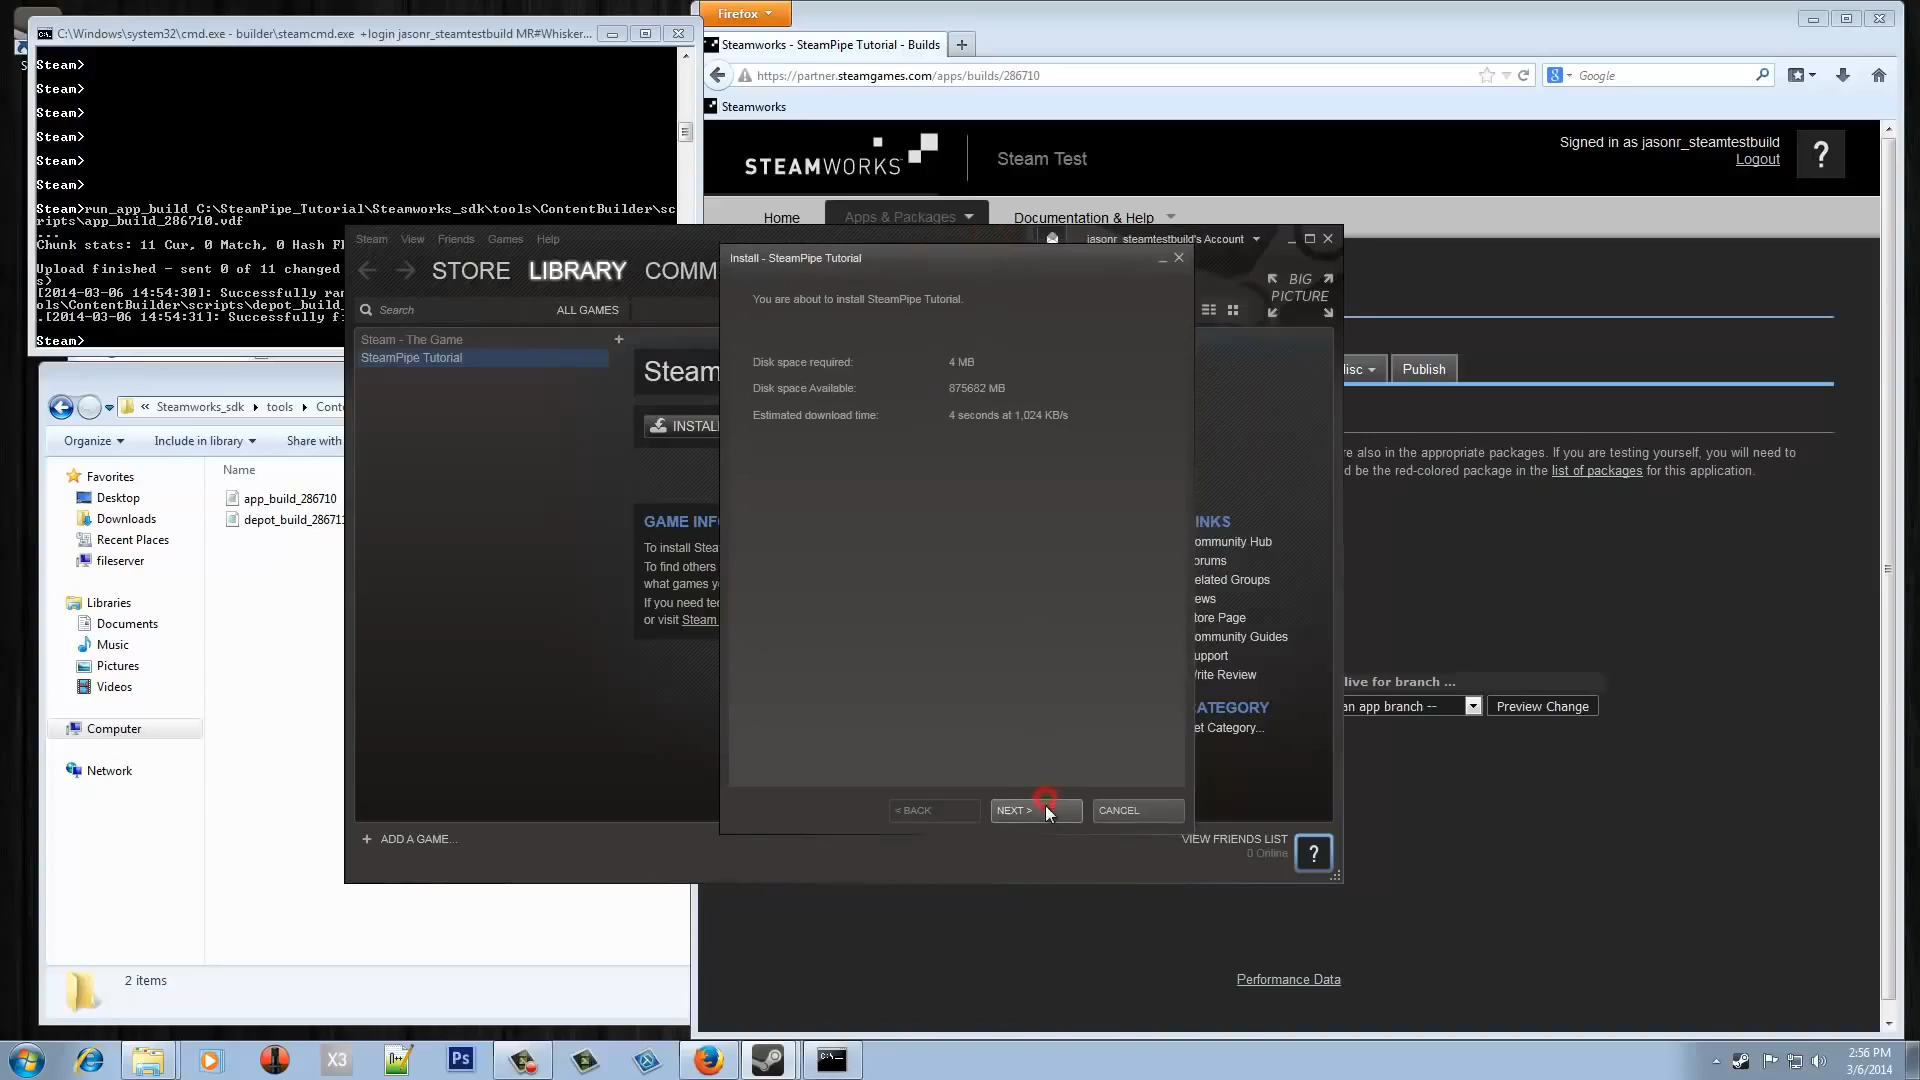 C:\Windows\system32\cmd.exe - builder\steamcmd.exe +login jasonr_steamtestbuild MR#Whisker...
Steam>
Steam>
Steam>
Steam>
Steam>
Steam>
Steam>run_app_build C:\SteamPipe_Tutorial\Steamworks_sdk\tools\ContentBuilder\sc
ripts\app_build_286710.vdf
...
Chunk stats: 11 Cur, 0 Match, 0 Hash F
Upload finished - sent 0 of 11 changed
s)
[2014-03-06 14:54:30]: Successfully ran
ools\ContentBuilder\scripts\depot_build_
.[2014-03-06 14:54:31]: Successfully fi
Steam>
Firefox
Steamworks - SteamPipe Tutorial - Builds
https://partner.steamgames.com/apps/builds/286710
Google
Steamworks
STEAMWORKS
Steam Test
Signed in as jasonr_steamtestbuild
Logout
?
Home
Apps & Packages
Documentation & Help
isc
Publish
re also in the appropriate packages. If you are testing yourself, you will need to
d be the red-colored package in the list of packages for this application.
live for branch ...
an app branch --
Preview Change
Performance Data
Steam View Friends Games Help
jasonr_steamtestbuild's Account
STORE LIBRARY COMM
BIG
PICTURE
Search
ALL GAMES
Steam - The Game
SteamPipe Tutorial
Steam
INSTAL
GAME INF
To install Stea
To find others
what games y
If you need tec
or visit Steam
INKS
ommunity Hub
orums
elated Groups
ews
tore Page
ommunity Guides
upport
rite Review
ATEGORY
et Category...
ADD A GAME...
VIEW FRIENDS LIST
0 Online
?
Install - SteamPipe Tutorial
You are about to install SteamPipe Tutorial.
Disk space required: 4 MB
Disk space Available: 875682 MB
Estimated download time: 4 seconds at 1,024 KB/s
< BACK
NEXT >
CANCEL
« Steamworks_sdk tools Conte
Organize Include in library Share with
Name
Favorites
Desktop
Downloads
Recent Places
fileserver
Libraries
Documents
Music
Pictures
Videos
Computer
Network
app_build_286710
depot_build_286711
2 items
X3
Ps
2:56 PM
3/6/2014